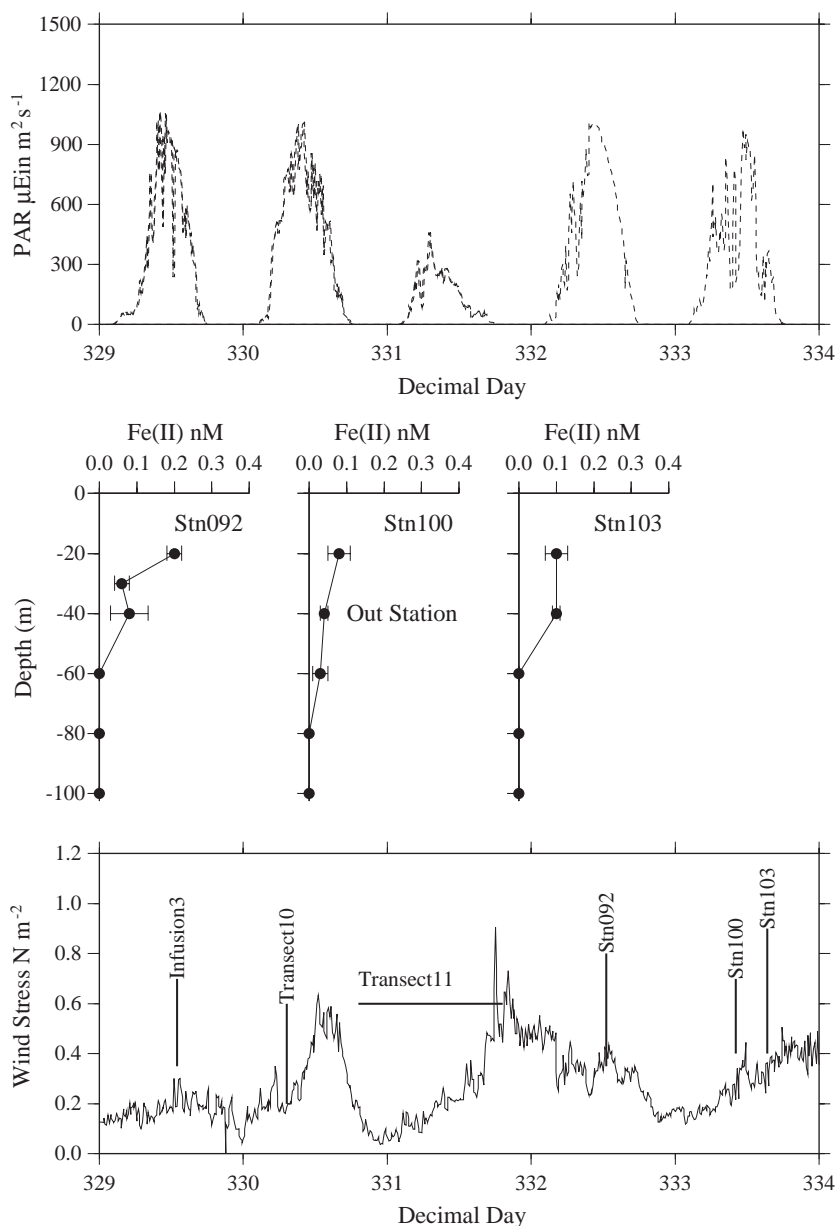 1500
1200
900
600
300
0
PAR µEin m⁻² s⁻¹
329 330 331 332 333 334
Decimal Day
Fe(II) nM Fe(II) nM Fe(II) nM
0.0 0.1 0.2 0.3 0.4 0.0 0.1 0.2 0.3 0.4 0.0 0.1 0.2 0.3 0.4
0
Stn092 Stn100 Stn103
-20
-40
Out Station
-60
-80
-100
Depth (m)
1.2
1.0
0.8
0.6
0.4
0.2
0.0
Wind Stress N m⁻²
Infusion3
Transect10
Transect11
Stn092
Stn100
Stn103
329 330 331 332 333 334
Decimal Day